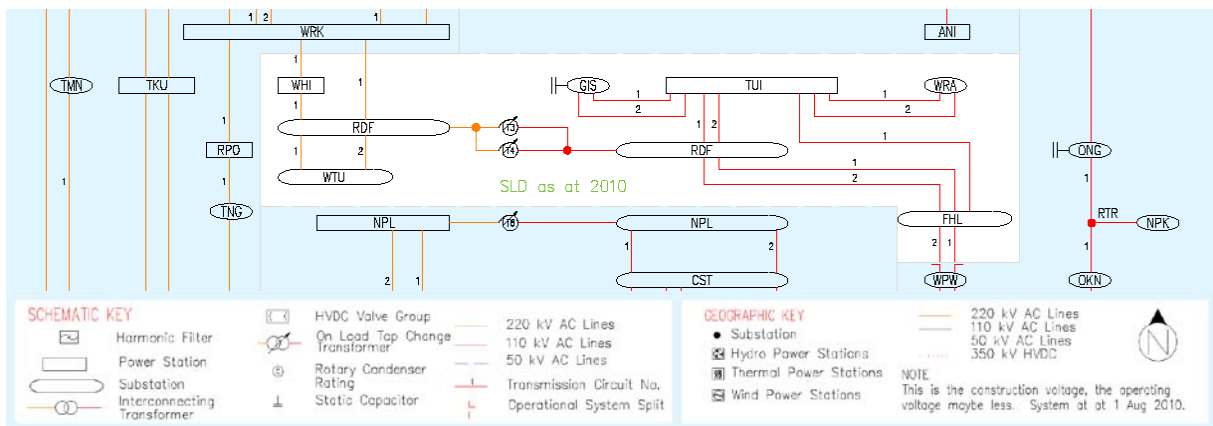 1 2 1
WRK
ANI
1
1
TMN
TKU
WHI
GIS
1
2
TUI
1
2
WRA
1
1
RDF
T3
1 2
1
RPO
1 2
T4
RDF
ONG
WTU
1
2
1
1
1
SLD as at 2010
TNG
NPL
T8
NPL
FHL
RTR
NPK
1
2
2 1
1
2 1
CST
WPW
OKN
SCHEMATIC KEY
Harmonic Filter
Power Station
Substation
Interconnecting
Transformer
HVDC Valve Group
On Load Tap Change
Transformer
Rotary Condenser
Rating
Static Capacitor
220 kV AC Lines
110 kV AC Lines
50 kV AC Lines
Transmission Circuit No.
Operational System Split
GEOGRAPHIC KEY
Substation
Hydro Power Stations
Thermal Power Stations
Wind Power Stations
220 kV AC Lines
110 kV AC Lines
50 kV AC Lines
350 kV HVDC
N
NOTE
This is the construction voltage, the operating
voltage maybe less. System at at 1 Aug 2010.